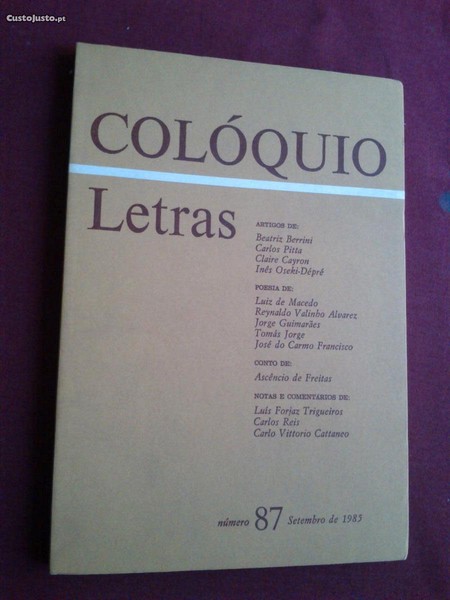 CustoJusto.pt
COLÓQUIO
Letras
ARTIGOS DE:
Beatriz Berrini
Carlos Pitta
Claire Cayron
Inês Oseki-Dépré
POESIA DE:
Luiz de Macedo
Reynaldo Valinho Alvarez
Jorge Guimarães
Tomás Jorge
José do Carmo Francisco
CONTO DE:
Ascêncio de Freitas
NOTAS E COMENTÁRIOS DE:
Luís Forjaz Trigueiros
Carlos Reis
Carlo Vittorio Cattaneo
número 87 Setembro de 1985